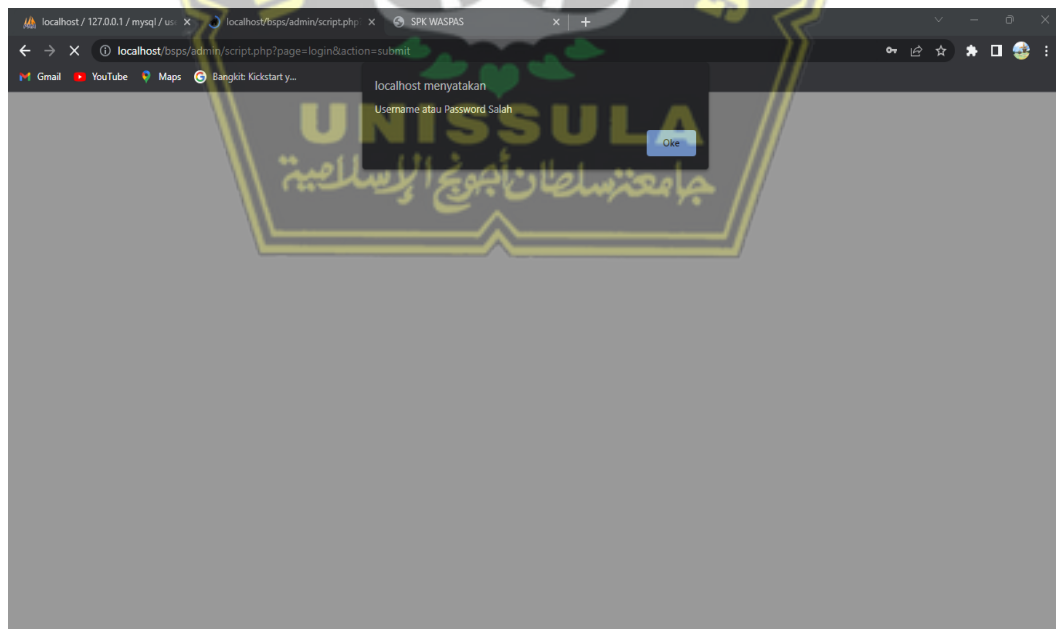 localhost / 127.0.0.1 / mysql / us
localhost/bsps/admin/script.php
SPK WASPAS
localhost/bsps/admin/script.php?page=login&action=submit
Gmail
YouTube
Maps
Bangkit: Kickstart y...
localhost menyatakan
Username atau Password Salah
Oke
UNISSULA
جامعة سلطان أجونج الإسلامية